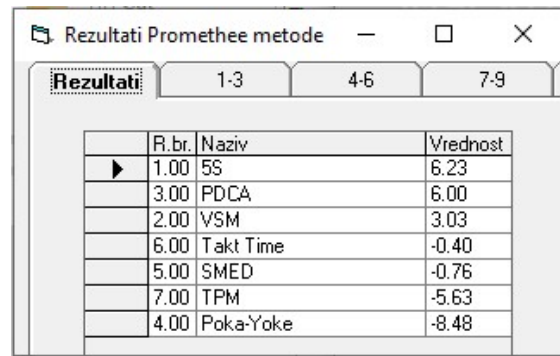 Rezultati Promethee metode
Rezultati 1-3 4-6 7-9
R.br. Naziv Vrednost
1.00 5S 6.23
3.00 PDCA 6.00
2.00 VSM 3.03
6.00 Takt Time -0.40
5.00 SMED -0.76
7.00 TPM -5.63
4.00 Poka-Yoke -8.48